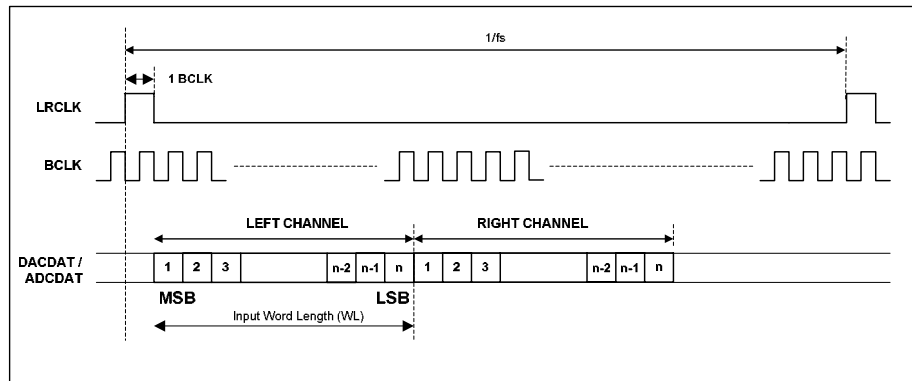 1/fs
1 BCLK
LRCLK
BCLK
LEFT CHANNEL RIGHT CHANNEL
DACDAT /
ADCDAT
1 2 3 n-2 n-1 n 1 2 3 n-2 n-1 n
MSB LSB
Input Word Length (WL)